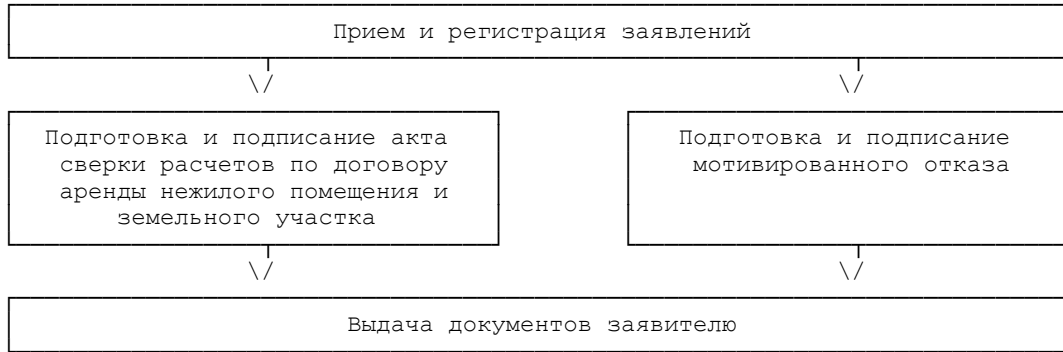 Прием и регистрация заявлений
Подготовка и подписание акта
сверки расчетов по договору
аренды нежилого помещения и
земельного участка
Подготовка и подписание
мотивированного отказа
Выдача документов заявителю